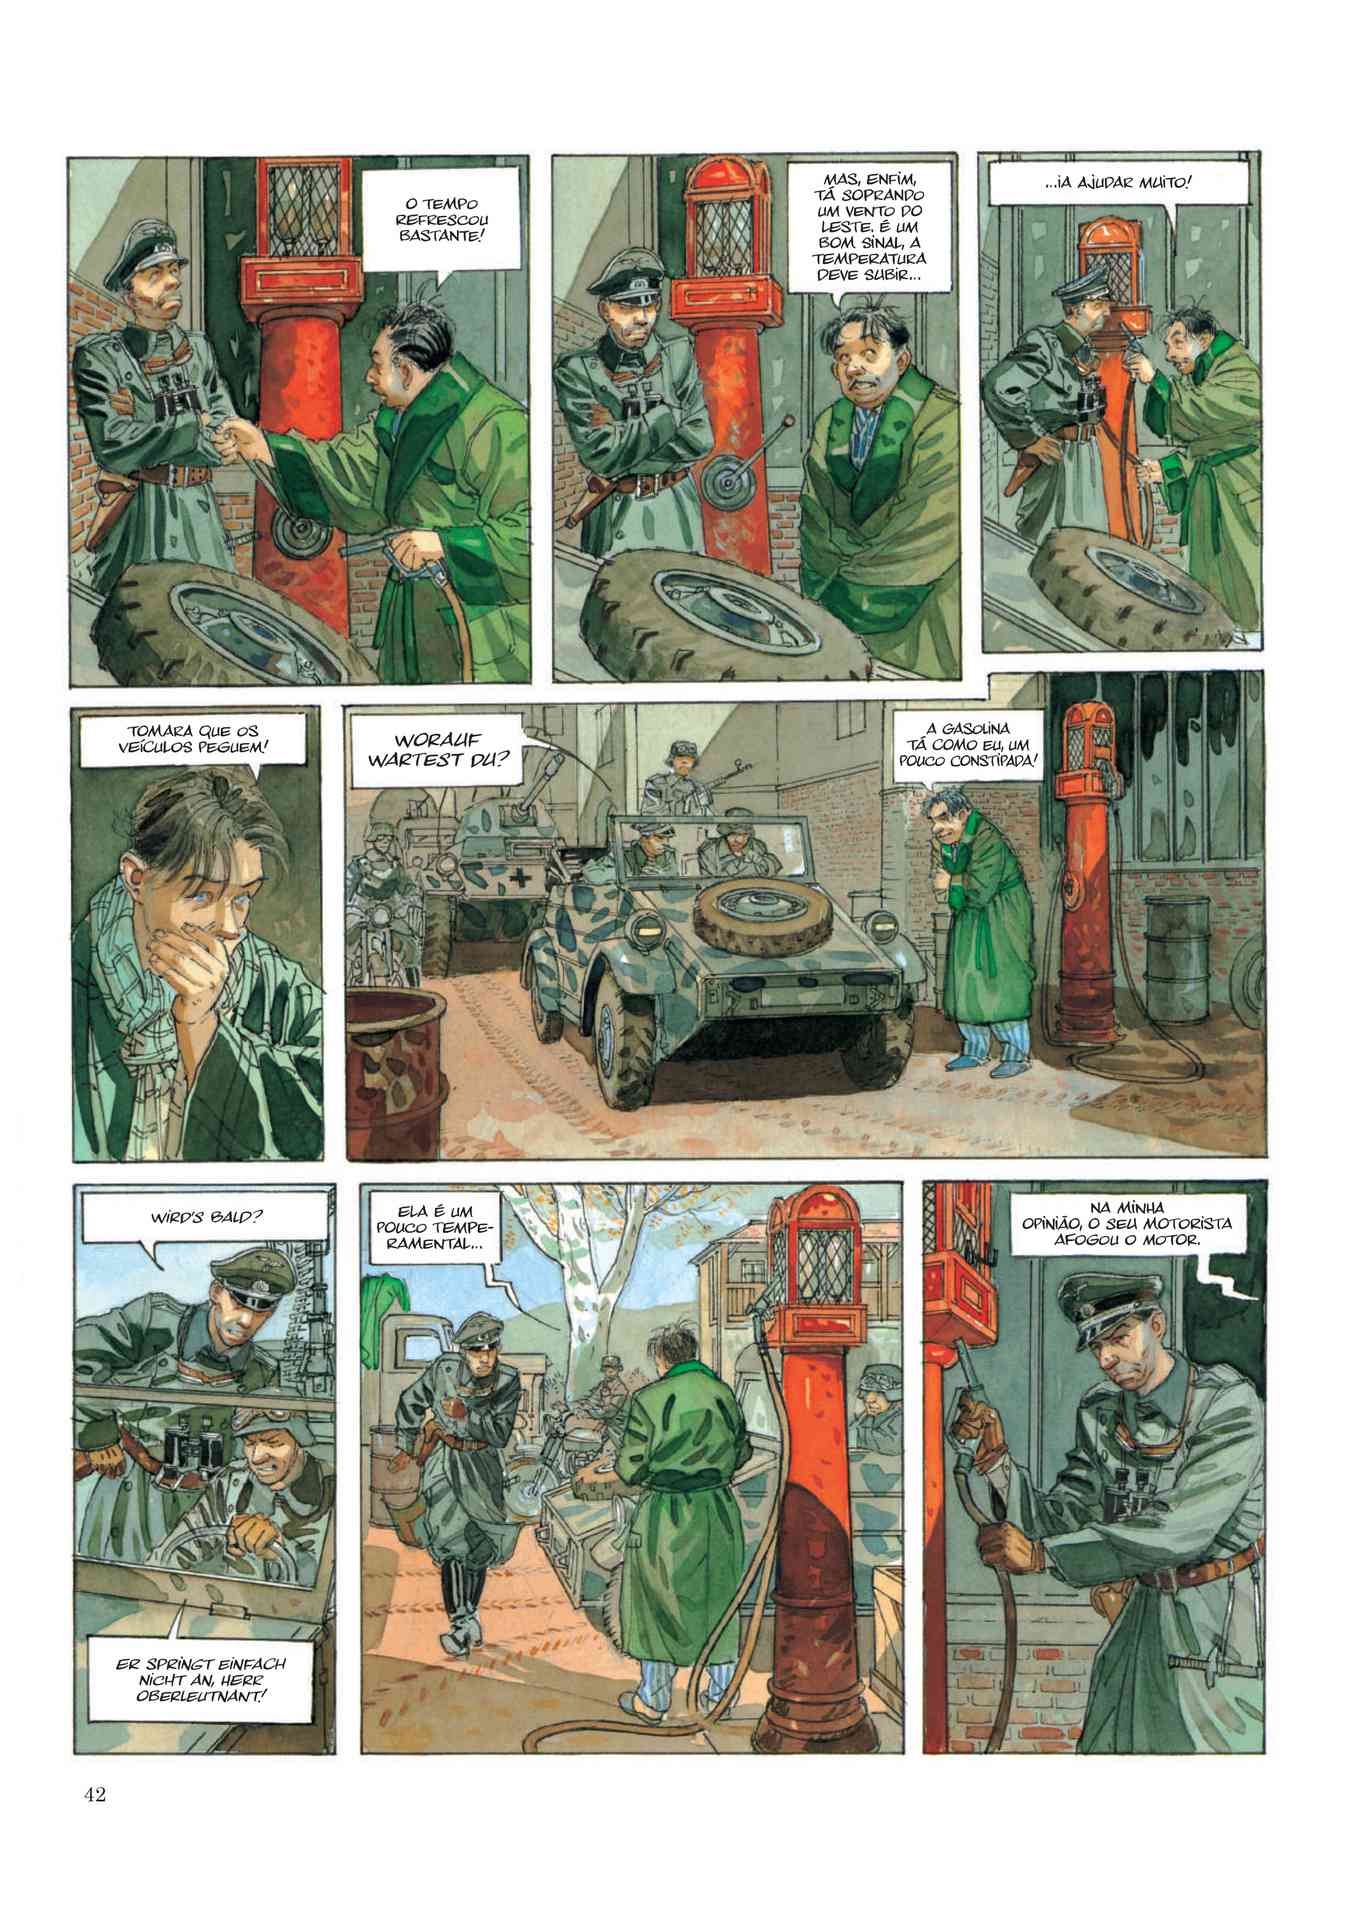 O TEMPO
REFRESCOU
BASTANTE!
MAS, ENFIM,
TÁ SOPRANDO
UM VENTO DO
LESTE. É UM
BOM SINAL, A
TEMPERATURA
DEVE SUBIR...
...IA AJUDAR MUITO!
TOMARA QUE OS
VEÍCULOS PEGUEM!
WORAUF
WARTEST DU?
A GASOLINA
TÁ COMO EU, UM
POUCO CONSTIPADA!
WIRD'S BALD?
ER SPRINGT EINFACH
NICHT AN, HERR
OBERLEUTNANT!
ELA É UM
POUCO TEMPE-
RAMENTAL...
NA MINHA
OPINIÃO, O SEU MOTORISTA
AFOGOU O MOTOR.
42